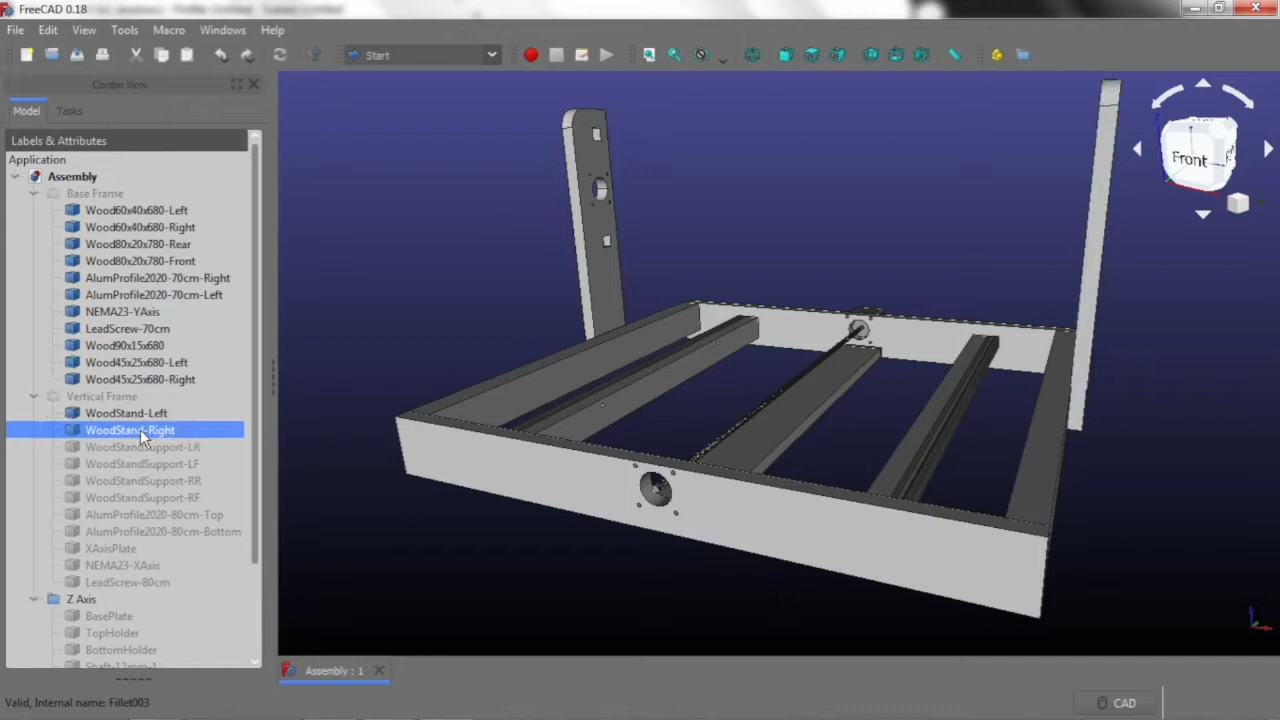 FreeCAD 0.18
File Edit View Tools Macro Windows Help
Start
Combo View
Model Tasks
Labels & Attributes
Application
Assembly
Base Frame
Wood60x40x680-Left
Wood60x40x680-Right
Wood80x20x780-Rear
Wood80x20x780-Front
AlumProfile2020-70cm-Right
AlumProfile2020-70cm-Left
NEMA23-YAxis
LeadScrew-70cm
Wood90x15x680
Wood45x25x680-Left
Wood45x25x680-Right
Vertical Frame
WoodStand-Left
WoodStand-Right
WoodStandSupport-LR
WoodStandSupport-LF
WoodStandSupport-RR
WoodStandSupport-RF
AlumProfile2020-80cm-Top
AlumProfile2020-80cm-Bottom
XAxisPlate
NEMA23-XAxis
LeadScrew-80cm
Z Axis
BasePlate
TopHolder
BottomHolder
Shaft-12mm-1
Front
Assembly : 1
Valid, Internal name: Fillet003
CAD